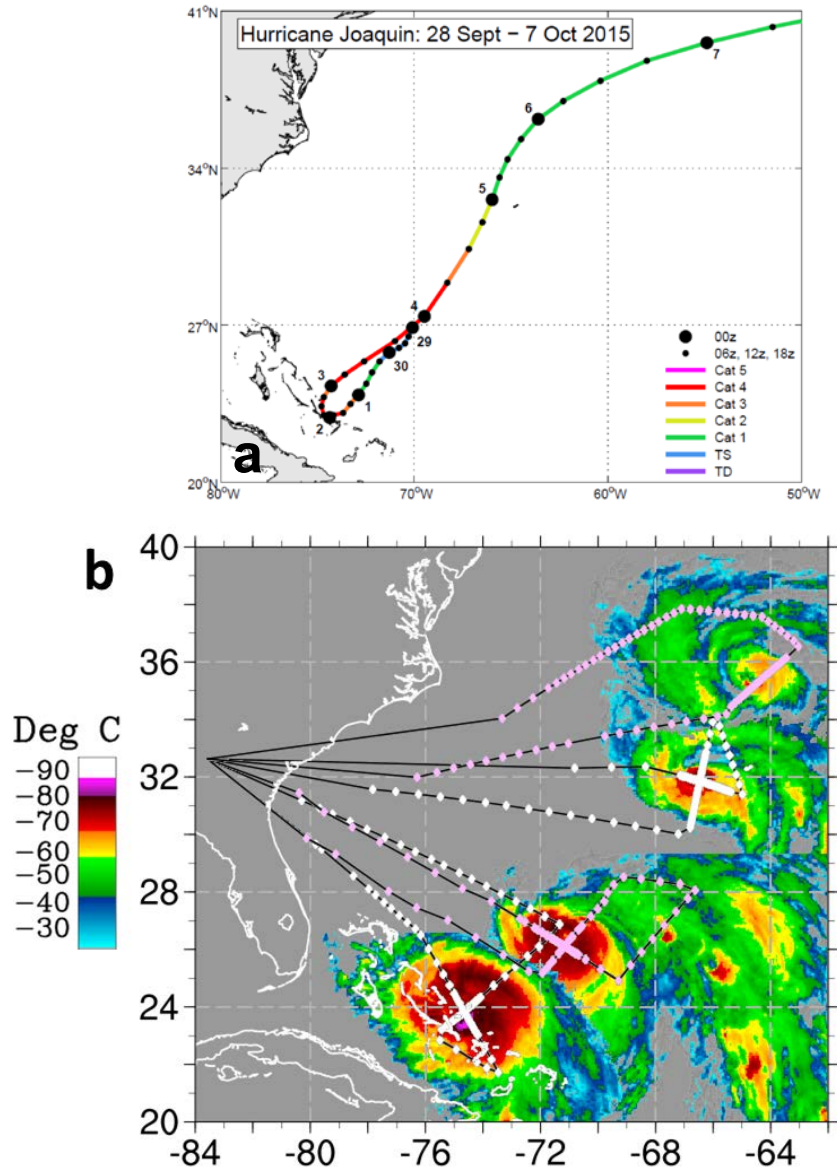 41°N
Hurricane Joaquin: 28 Sept − 7 Oct 2015
7
6
34°N
5
4
27°N
29
30
3
1
2
00z
06z, 12z, 18z
Cat 5
Cat 4
Cat 3
Cat 2
Cat 1
TS
TD
a
20°N
80°W
70°W
60°W
50°W
b
40
36
Deg C
−90
−80
−70
−60
−50
−40
−30
32
28
24
20
-84
-80
-76
-72
-68
-64